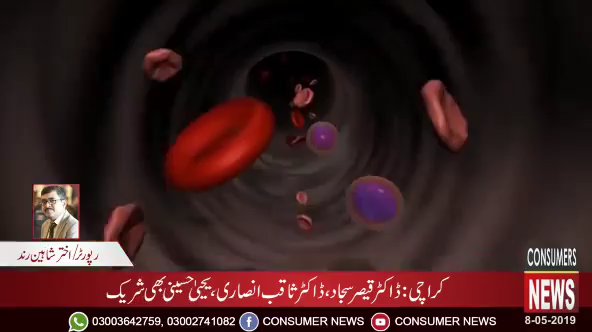 رپورٹر/اختر شاہین رند
کراچی: ڈاکٹر قیصر سجاد، ڈاکٹر ثاقب انصاری، یحییٰ حسینی بھی شریک
CONSUMERS
NEWS
03003642759, 03002741082 CONSUMER NEWS CONSUMER NEWS 8-05-2019